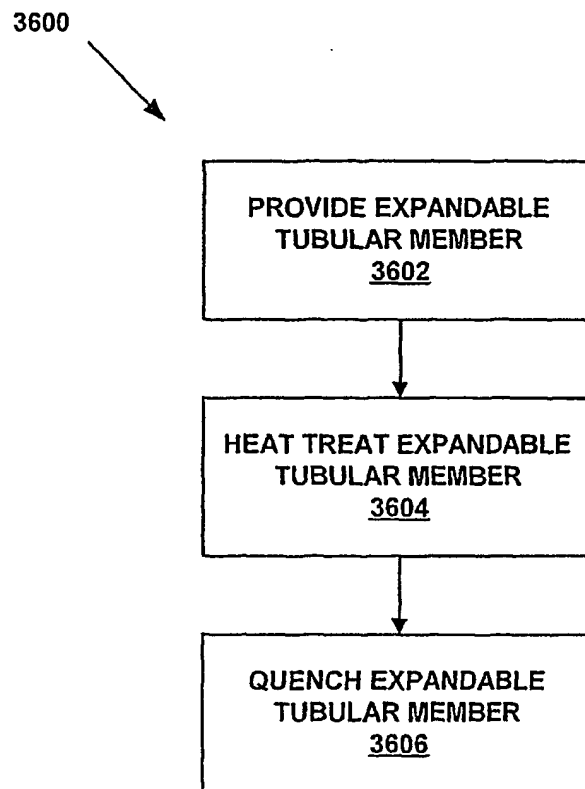 3600
PROVIDE EXPANDABLE
TUBULAR MEMBER
3602
HEAT TREAT EXPANDABLE
TUBULAR MEMBER
3604
QUENCH EXPANDABLE
TUBULAR MEMBER
3606